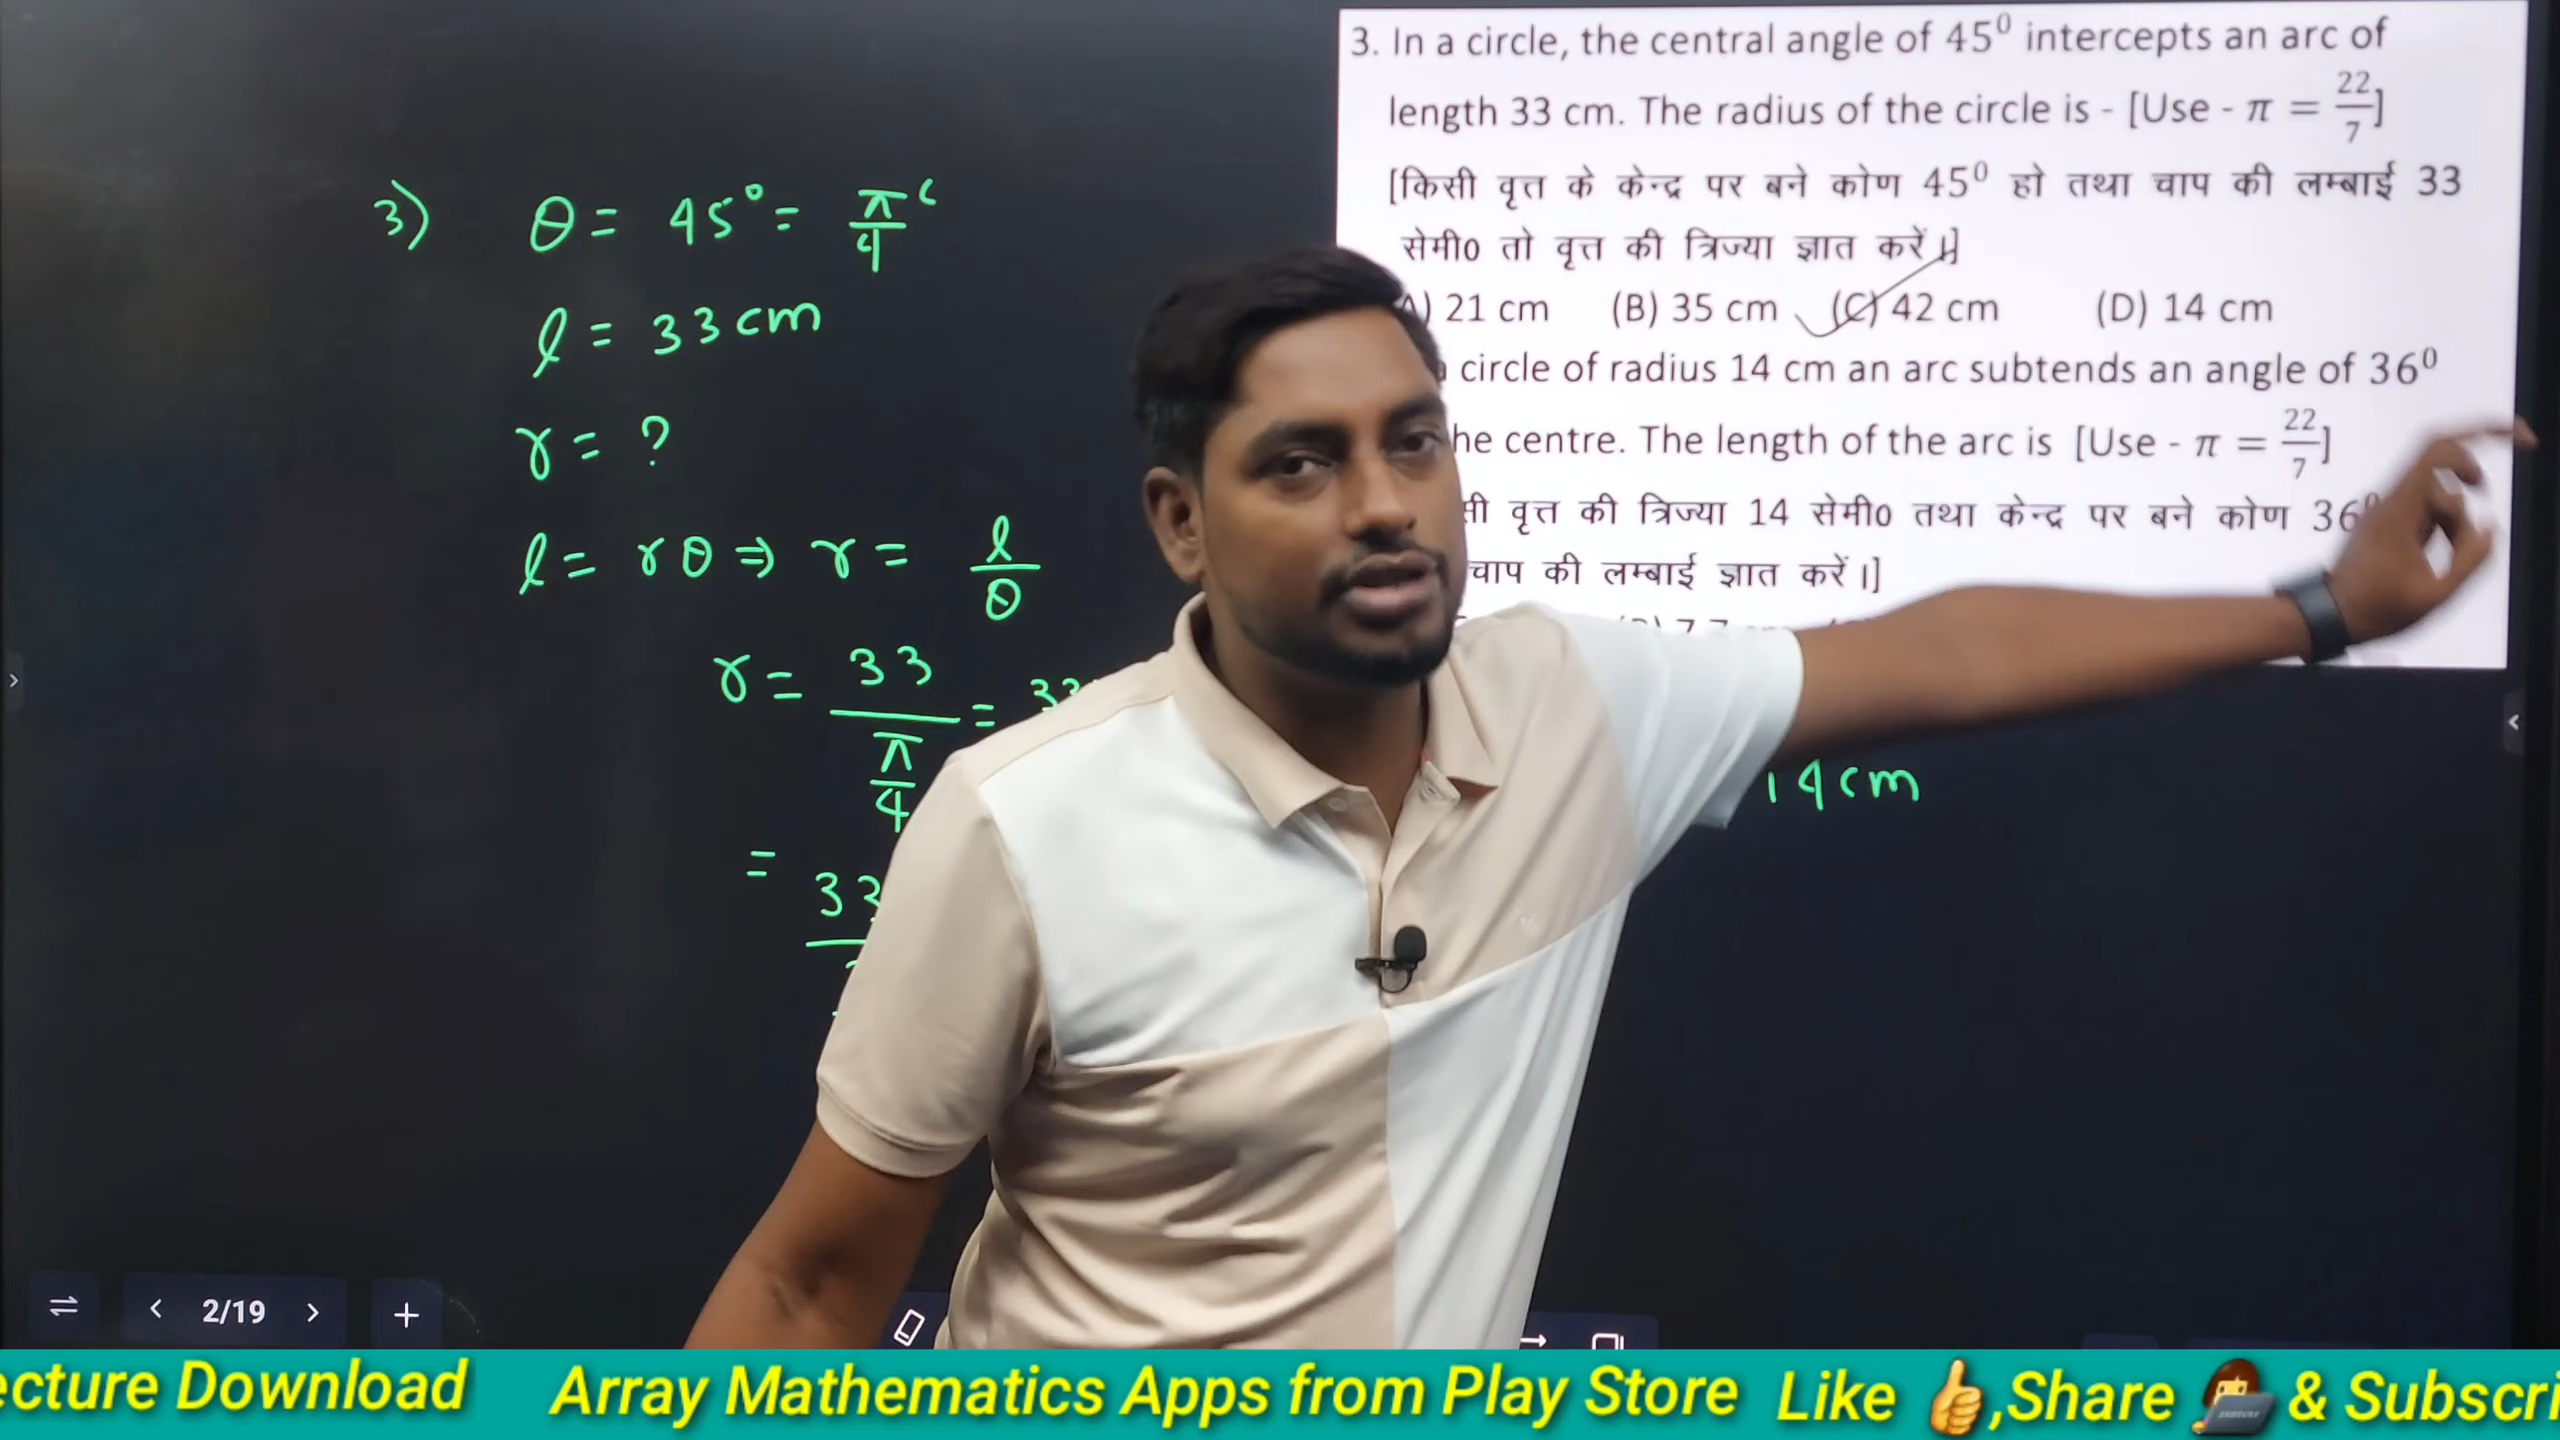 3. In a circle, the central angle of 45⁰ intercepts an arc of
length 33 cm. The radius of the circle is - [Use - π = 22/7]
[किसी वृत्त के केन्द्र पर बने कोण 45⁰ हो तथा चाप की लम्बाई 33
सेमी0 तो वृत्त की त्रिज्या ज्ञात करें।]
) 21 cm (B) 35 cm (C) 42 cm (D) 14 cm
circle of radius 14 cm an arc subtends an angle of 36⁰
centre. The length of the arc is [Use - π = 22/7]
वृत्त की त्रिज्या 14 सेमी0 तथा केन्द्र पर बने कोण 36⁰
चाप की लम्बाई ज्ञात करें।]
3) θ = 45° = π/4 ᶜ
l = 33 cm
r = ?
l = rθ ⇒ r = l/θ
r = 33/(π/4) = 33
= 33
14 cm
2/19
Download Array Mathematics Apps from Play Store Like 👍,Share & Subscri